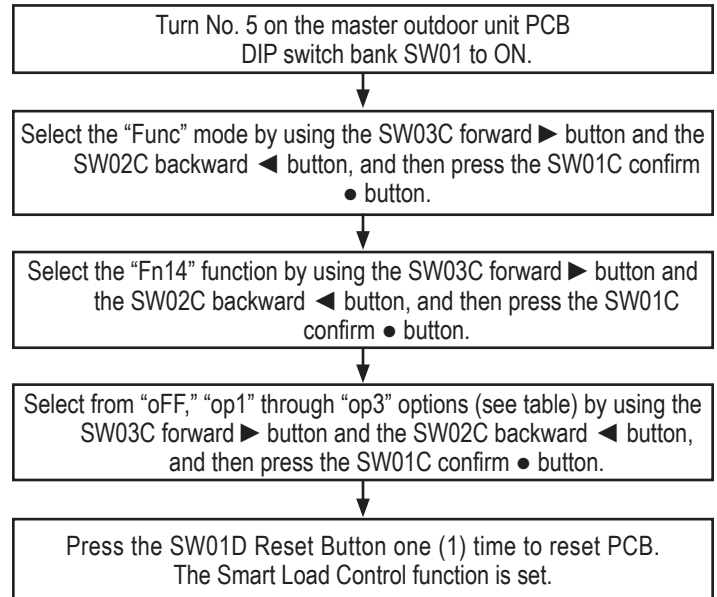 Turn No. 5 on the master outdoor unit PCB
DIP switch bank SW01 to ON.
Select the “Func” mode by using the SW03C forward ► button and the
SW02C backward ◄ button, and then press the SW01C confirm
● button.
Select the “Fn14” function by using the SW03C forward ► button and
the SW02C backward ◄ button, and then press the SW01C
confirm ● button.
Select from “oFF,” “op1” through “op3” options (see table) by using the
SW03C forward ► button and the SW02C backward ◄ button,
and then press the SW01C confirm ● button.
Press the SW01D Reset Button one (1) time to reset PCB.
The Smart Load Control function is set.